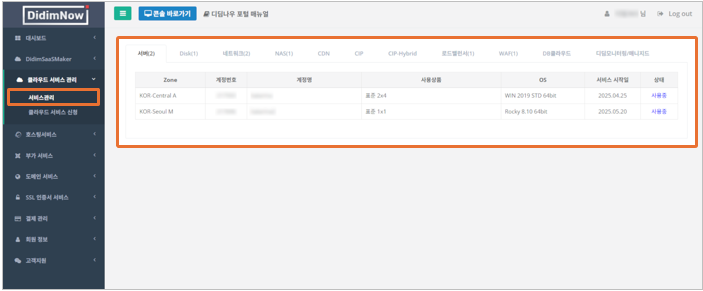 DidimNow
콘솔 바로가기
디딤나우 포털 매뉴얼
님
Log out
대시보드
DidimSaaSMaker
클라우드 서비스 관리
서비스관리
클라우드 서비스 신청
호스팅서비스
부가 서비스
도메인 서비스
SSL 인증서 서비스
결제 관리
회원 정보
고객지원
서버(2) Disk(1) 네트워크(2) NAS(1) CDN CIP CIP-Hybrid 로드밸런서(1) WAF(1) DB클라우드 디딤모니터링/매니지드
Zone 계정번호 계정명 사용상품 OS 서비스 시작일 상태
KOR-Central A 표준 2x4 WIN 2019 STD 64bit 2025.04.25 사용중
KOR-Seoul M 표준 1x1 Rocky 8.10 64bit 2025.05.20 사용중